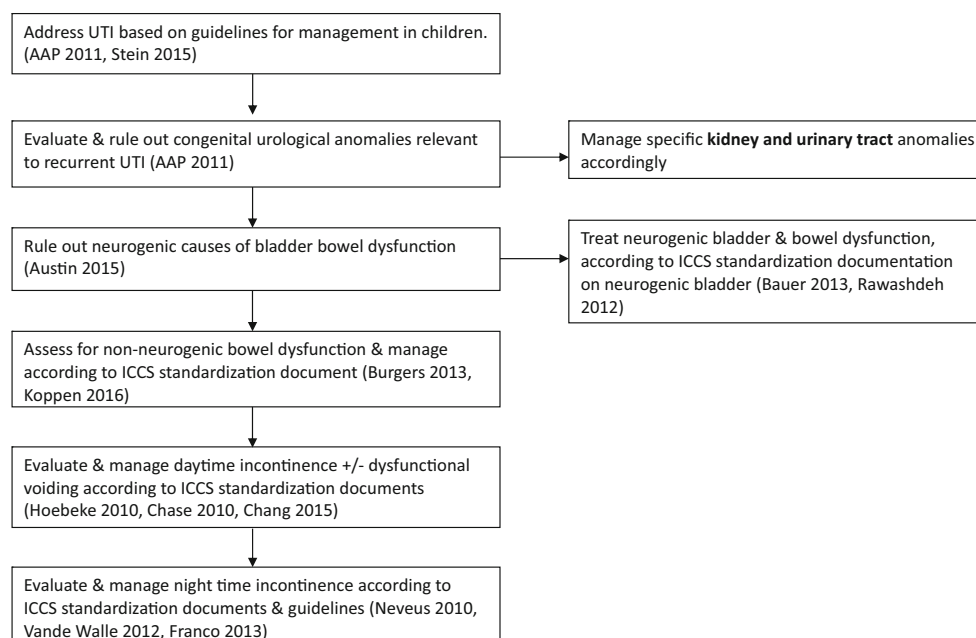 Address UTI based on guidelines for management in children.
(AAP 2011, Stein 2015)
Evaluate & rule out congenital urological anomalies relevant
to recurrent UTI (AAP 2011)
Manage specific kidney and urinary tract anomalies
accordingly
Rule out neurogenic causes of bladder bowel dysfunction
(Austin 2015)
Treat neurogenic bladder & bowel dysfunction,
according to ICCS standardization documentation
on neurogenic bladder (Bauer 2013, Rawashdeh
2012)
Assess for non-neurogenic bowel dysfunction & manage
according to ICCS standardization document (Burgers 2013,
Koppen 2016)
Evaluate & manage daytime incontinence +/- dysfunctional
voiding according to ICCS standardization documents
(Hoebeke 2010, Chase 2010, Chang 2015)
Evaluate & manage night time incontinence according to
ICCS standardization documents & guidelines (Neveus 2010,
Vande Walle 2012, Franco 2013)